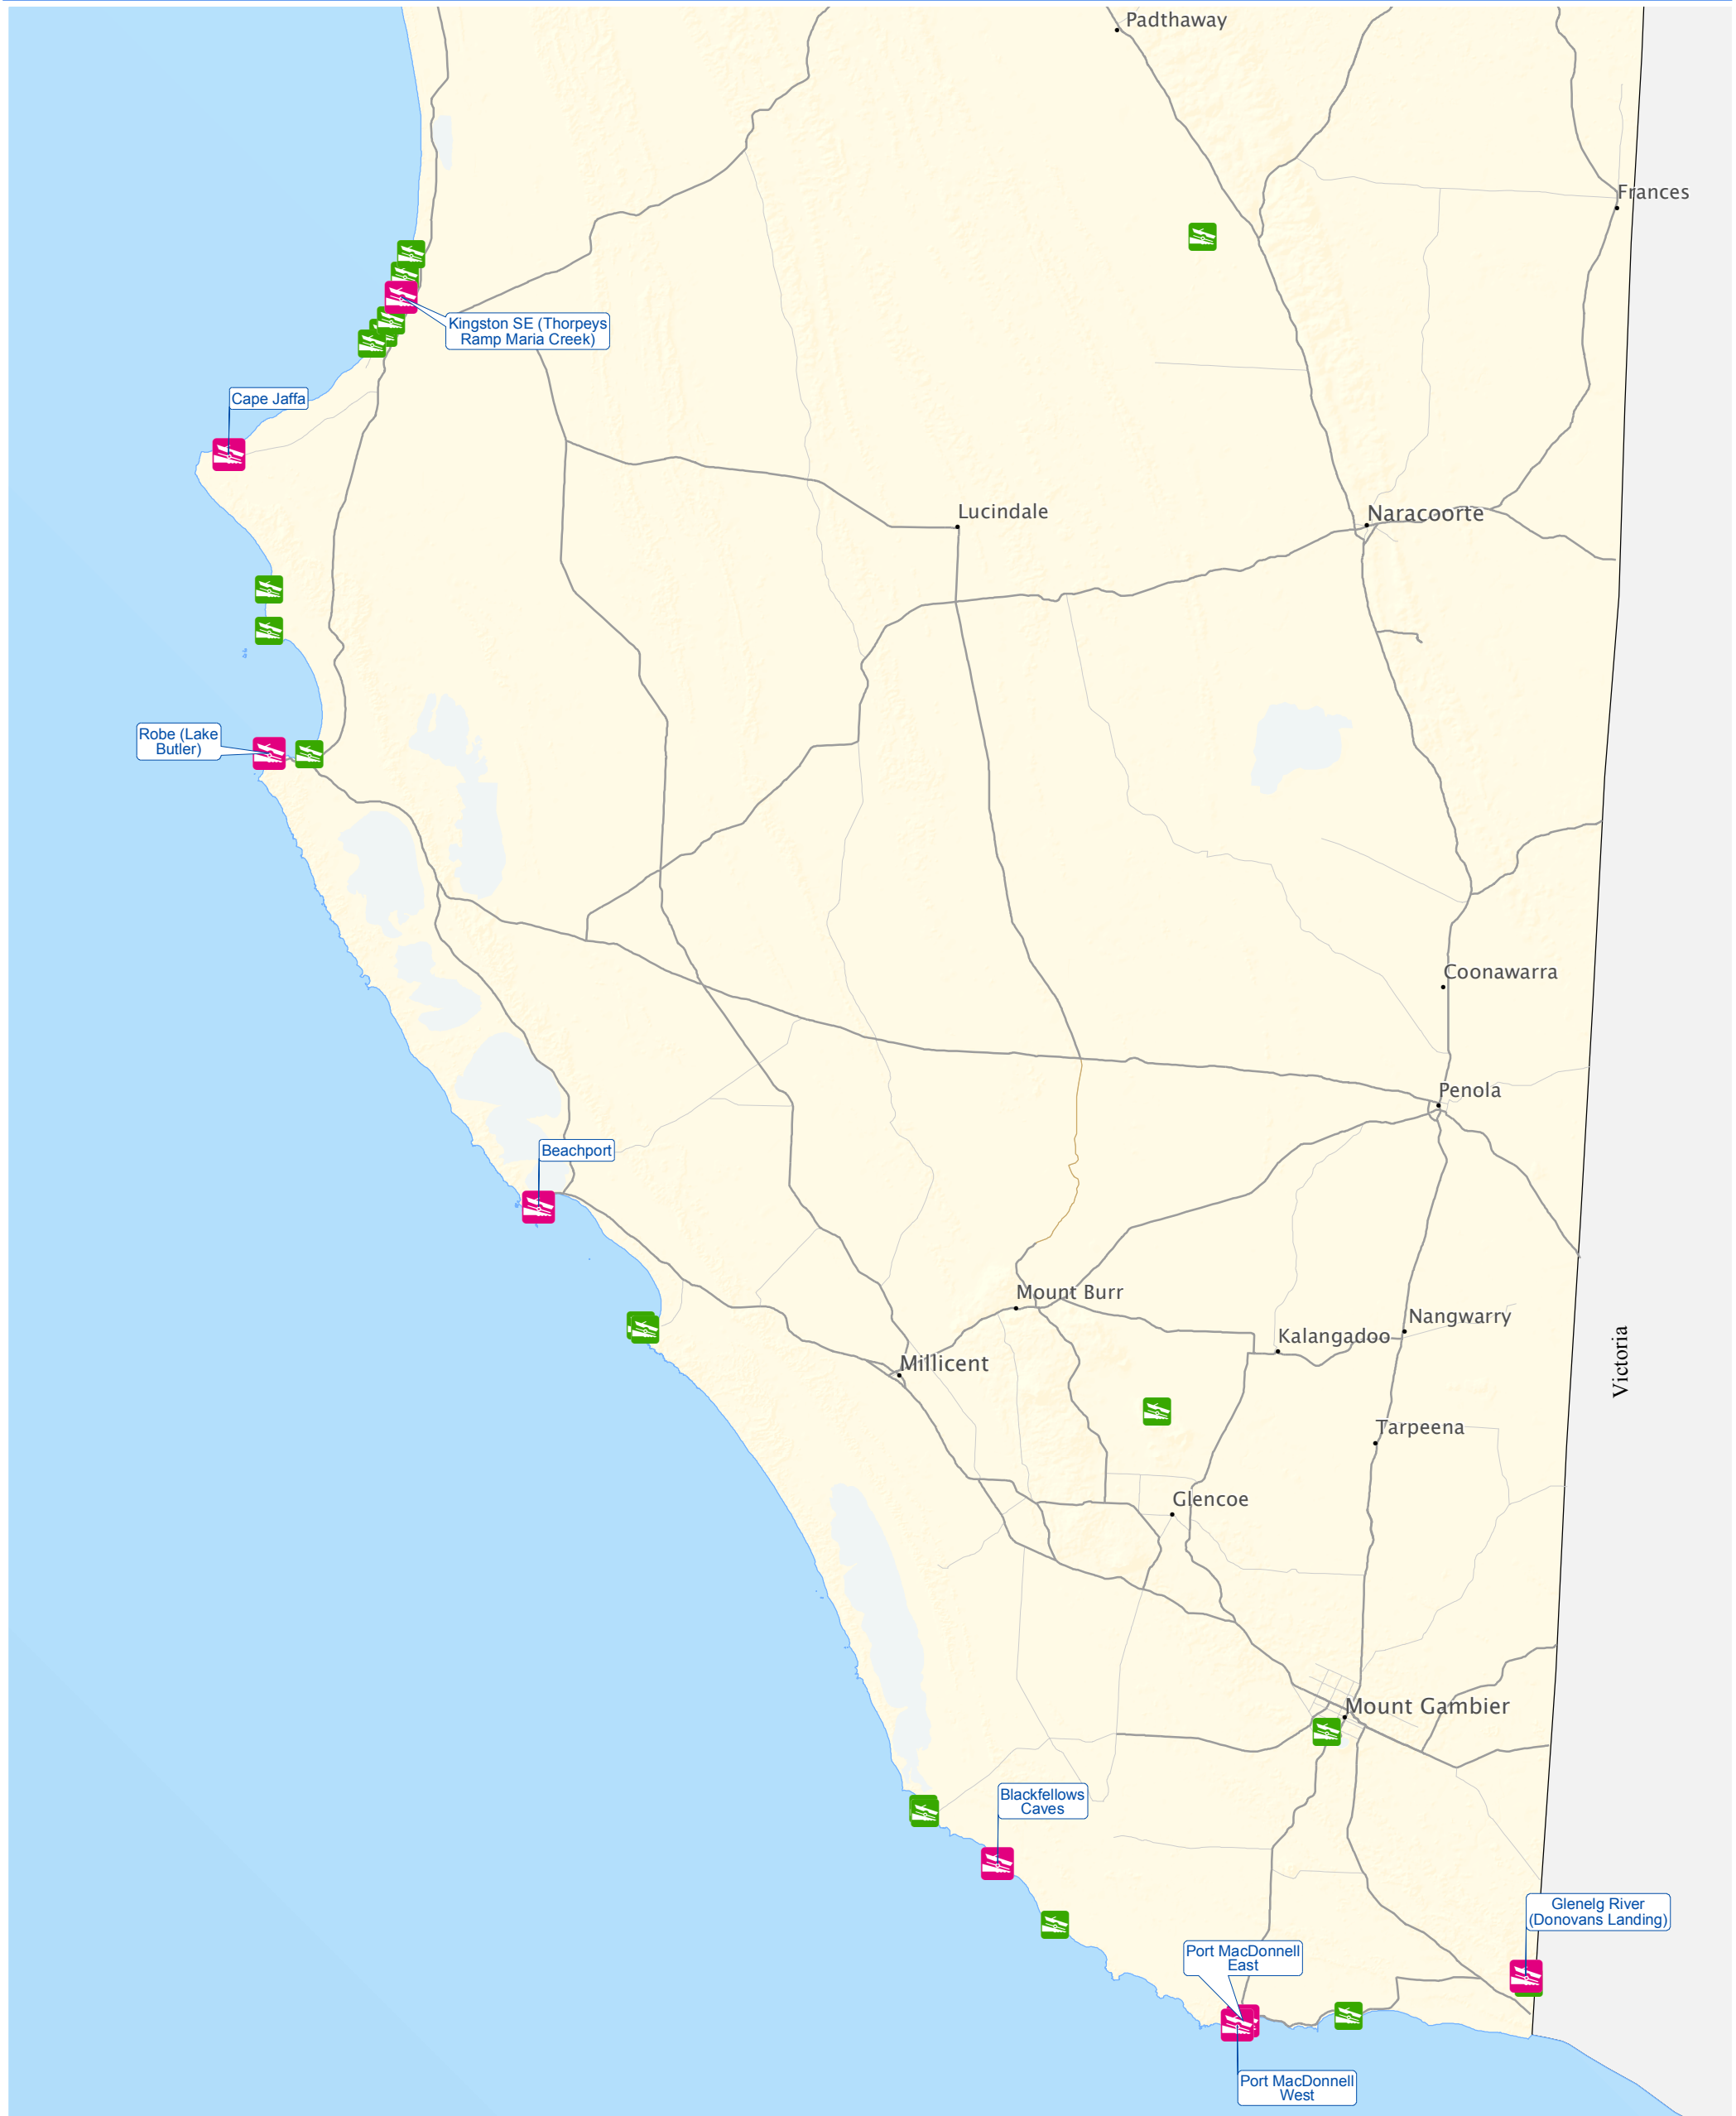 Padthaway
Frances
Kingston SE (Thorpeys
Ramp Maria Creek)
Cape Jaffa
Lucindale
Naracoorte
Robe (Lake
Butler)
Coonawarra
Penola
Beachport
Mount Burr
Nangwarry
Kalangadoo
Victoria
Millicent
Tarpeena
Glencoe
Mount Gambier
Blackfellows
Caves
Glenelg River
(Donovans Landing)
Port MacDonnell
East
Port MacDonnell
West